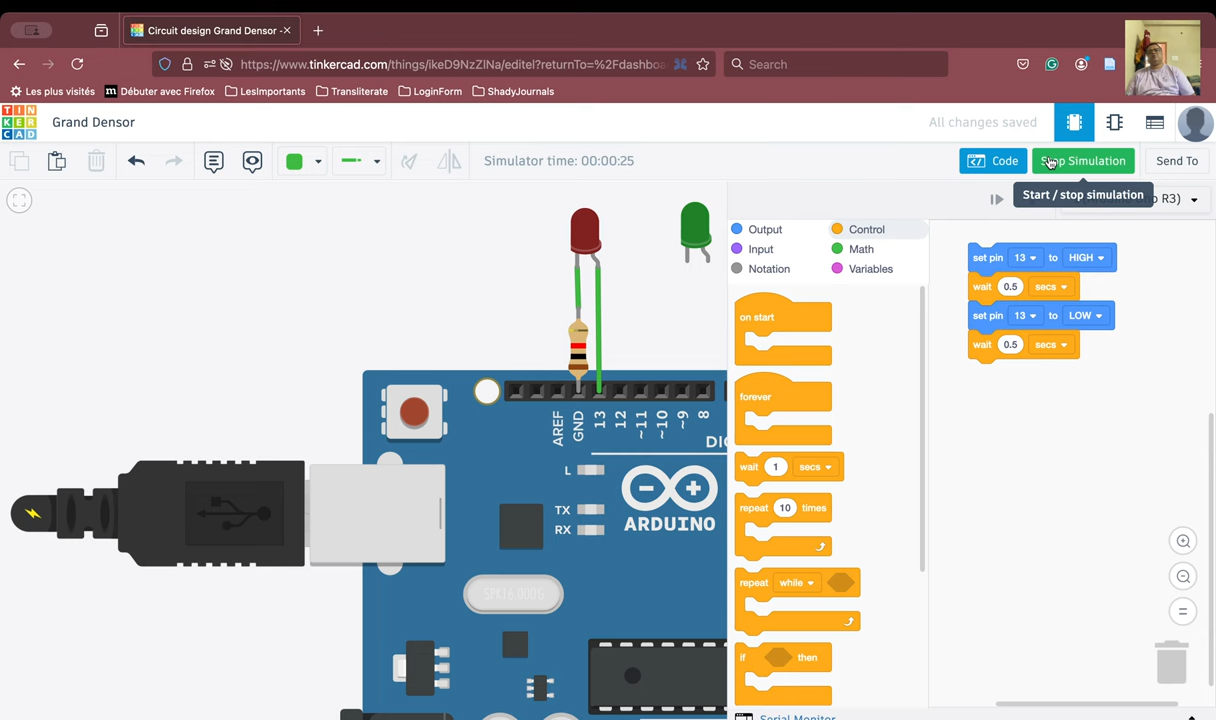 Circuit design Grand Densor -
https://www.tinkercad.com/things/ikeD9NzZlNa/editel?returnTo=%2Fdashboa
Search
Les plus visités
Débuter avec Firefox
LesImportants
Transliterate
LoginForm
ShadyJournals
TIN
KER
CAD
Grand Densor
All changes saved
Simulator time: 00:00:25
Code
Stop Simulation
Send To
Start / stop simulation
o R3)
Output
Control
Input
Math
Notation
Variables
on start
forever
wait 1 secs
repeat 10 times
repeat while
if then
Serial Monitor
set pin 13 to HIGH
wait 0.5 secs
set pin 13 to LOW
wait 0.5 secs
AREF
GND
13
12
~11
~10
~9
8
DIG
L
TX
RX
ARDUINO
SPK16.000G